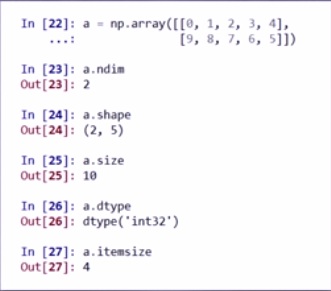 In [22]: a = np.array([[0, 1, 2, 3, 4],
...: [9, 8, 7, 6, 5]])
In [23]: a.ndim
Out[23]: 2
In [24]: a.shape
Out[24]: (2, 5)
In [25]: a.size
Out[25]: 10
In [26]: a.dtype
Out[26]: dtype('int32')
In [27]: a.itemsize
Out[27]: 4